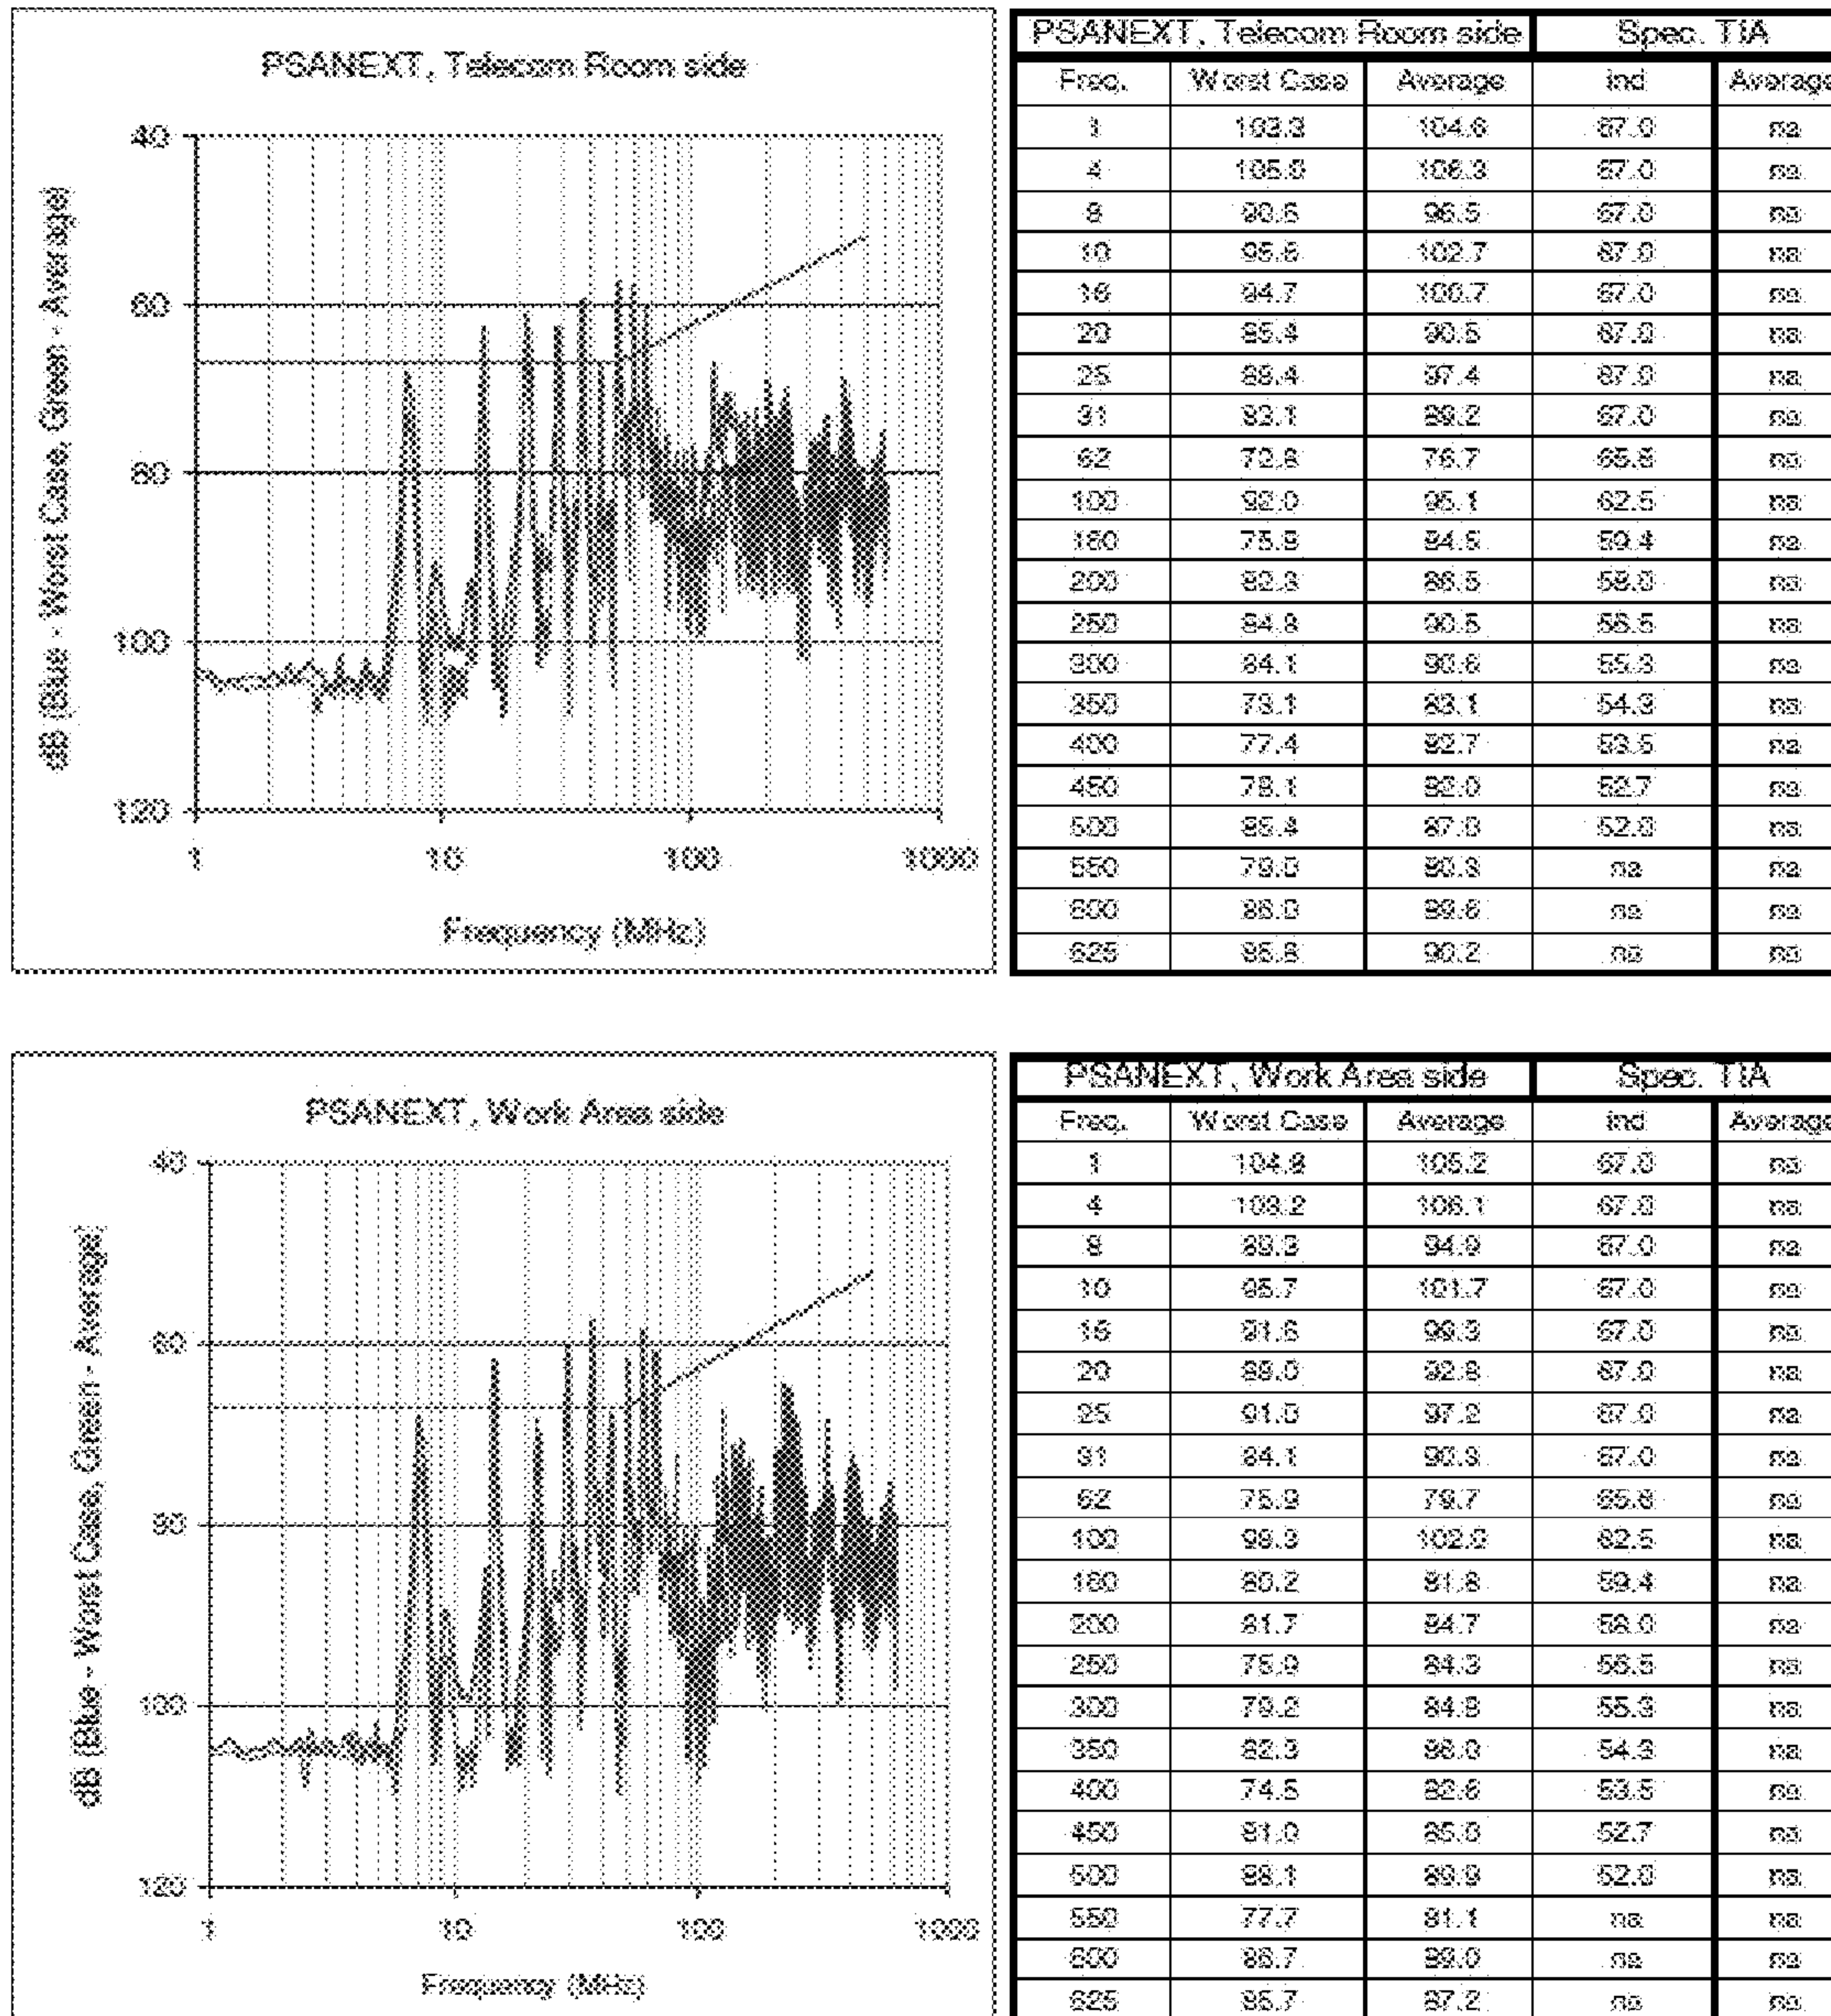 PSANEXT, Telecom Room side
dB (Blue - Worst Case, Green - Average)
40
60
80
100
120
1 10 100 1000
Frequency (MHz)
PSANEXT, Telecom Room side Spec. TIA
Freq. Worst Case Average Ind Average
1 103.3 104.6 67.0 na
4 105.6 106.3 67.0 na
8 90.5 96.5 67.0 na
10 95.6 102.7 67.0 na
16 94.7 100.7 67.0 na
20 85.4 90.5 67.0 na
25 89.4 97.4 67.0 na
31 83.1 89.2 67.0 na
62 72.8 76.7 65.6 na
100 92.0 95.1 62.5 na
160 75.9 84.5 59.4 na
200 82.3 86.5 58.0 na
250 84.8 90.5 56.5 na
300 84.1 90.6 55.3 na
350 79.1 83.1 54.3 na
400 77.4 82.7 53.5 na
450 78.1 82.0 52.7 na
500 85.4 87.0 52.0 na
550 79.0 80.3 na na
600 86.0 89.6 na na
625 85.8 90.2 na na
PSANEXT, Work Area side
dB (Blue - Worst Case, Green - Average)
40
60
80
100
120
1 10 100 1000
Frequency (MHz)
PSANEXT, Work Area side Spec. TIA
Freq. Worst Case Average Ind Average
1 104.8 105.2 67.0 na
4 103.2 106.1 67.0 na
8 89.3 94.9 67.0 na
10 95.7 101.7 67.0 na
16 91.6 99.3 67.0 na
20 88.0 92.8 67.0 na
25 91.0 97.2 67.0 na
31 84.1 90.3 67.0 na
62 75.9 79.7 65.6 na
100 98.3 102.0 62.5 na
160 80.2 81.8 59.4 na
200 81.7 84.7 58.0 na
250 75.9 84.3 56.5 na
300 79.2 84.8 55.3 na
350 82.3 86.0 54.3 na
400 74.5 82.6 53.5 na
450 81.0 85.0 52.7 na
500 88.1 89.9 52.0 na
550 77.7 81.1 na na
600 86.7 89.0 na na
625 85.7 87.2 na na